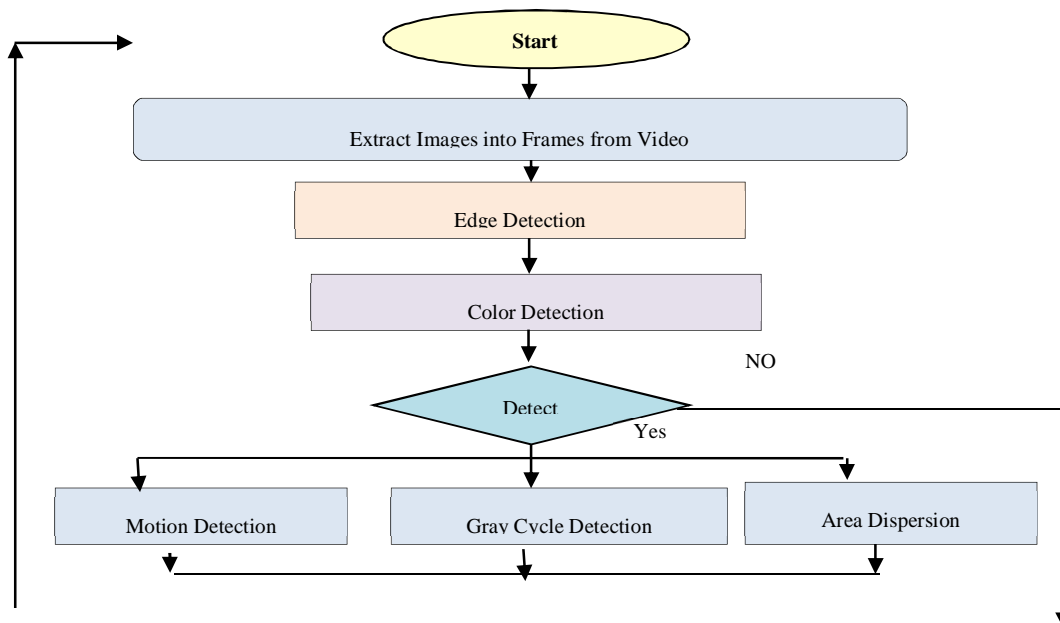 Start
Extract Images into Frames from Video
Edge Detection
Color Detection
NO
Detect
Yes
Motion Detection
Gray Cycle Detection
Area Dispersion